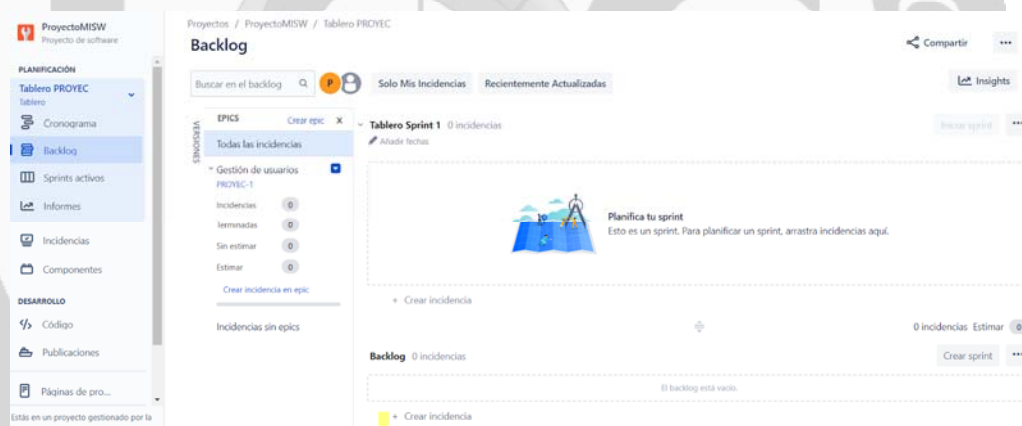 ProyectoMISW
Proyecto de software
PLANIFICACIÓN
Tablero PROYEC
Tablero
Cronograma
Backlog
Sprints activos
Informes
Incidencias
Componentes
DESARROLLO
Código
Publicaciones
Páginas de pro...
Estás en un proyecto gestionado por la
Proyectos / ProyectoMISW / Tablero PROYEC
Backlog
Compartir
Buscar en el backlog
P
Solo Mis Incidencias
Recientemente Actualizadas
Insights
VERSIONES
EPICS Crear epic X
Todas las incidencias
Gestión de usuarios
PROYEC-1
Incidencias 0
Terminadas 0
Sin estimar 0
Estimar 0
Crear incidencia en epic
Incidencias sin epics
Tablero Sprint 1 0 incidencias
Iniciar sprint
Añade fechas
Planifica tu sprint
Esto es un sprint. Para planificar un sprint, arrastra incidencias aquí.
+ Crear incidencia
0 incidencias Estimar 0
Backlog 0 incidencias
Crear sprint
El backlog está vacío.
+ Crear incidencia